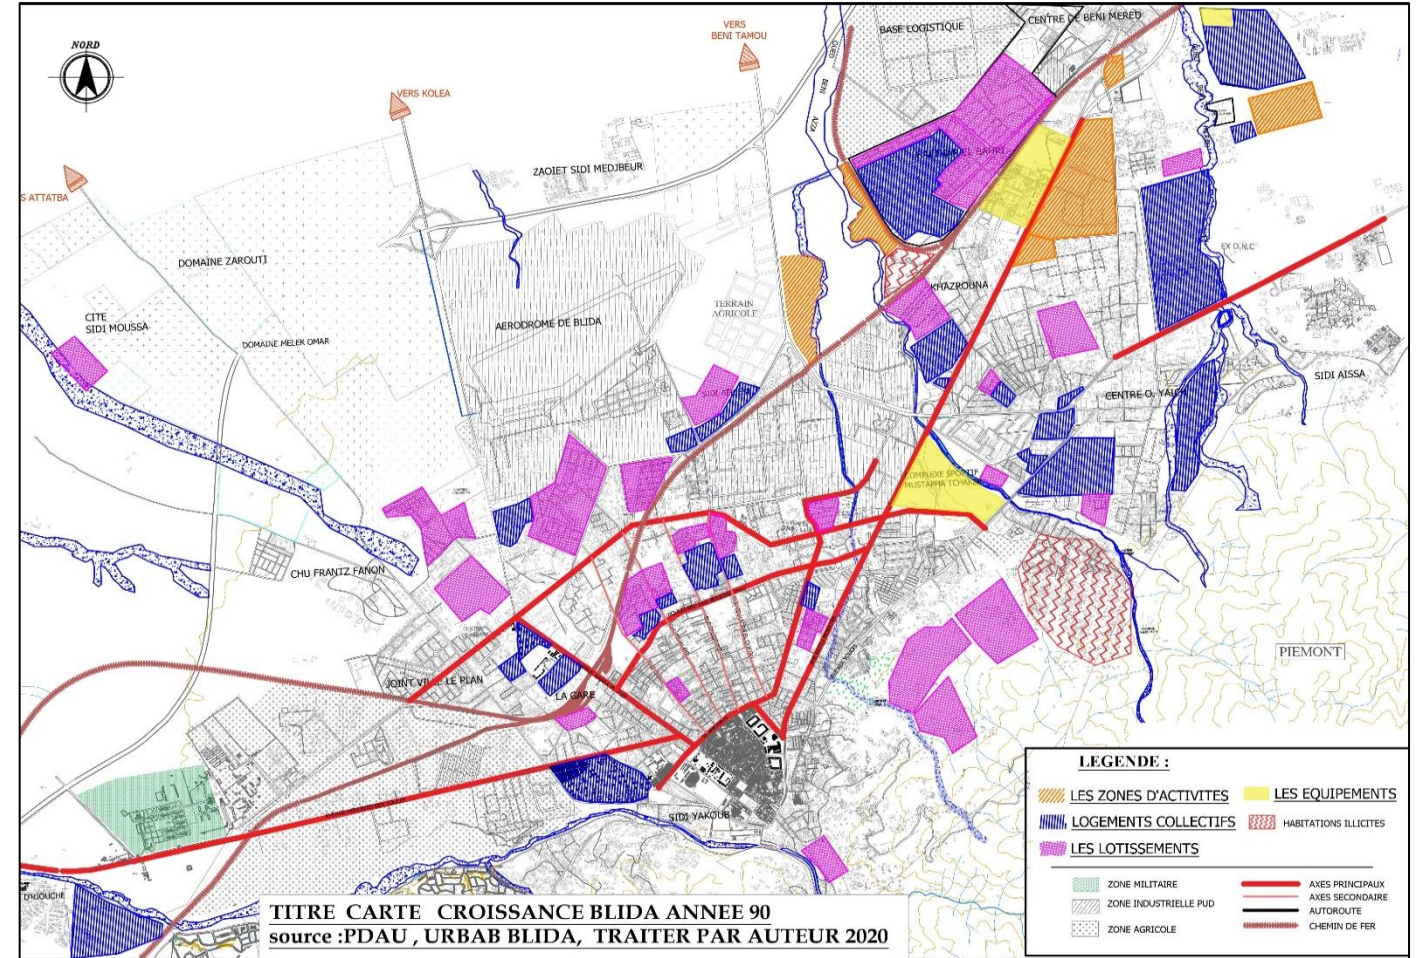 NORD
VERS
BENI TAMOU
VERS KOLEA
S ATTATBA
BASE LOGISTIQUE
CENTRE DE BENI MERED
OUED
BENI
AZZA
ZAOIET SIDI MEDJBEUR
DOMAINE ZAROUTI
CITE
SIDI MOUSSA
DOMAINE MELEK OMAR
AERODROME DE BLIDA
TERRAIN
AGRICOLE
KHAZROUNA
EX D.N.C
SIDI AISSA
CENTRE O. YAICH
COMPLEXE SPORTIF
MUSTAPHA TCHAKER
CHU FRANTZ FANON
JOINT VILLE LE PLAN
LA GARE
SIDI YAKOUB
PIEMONT
D'RIOUCHE
LEGENDE :
LES ZONES D'ACTIVITES
LES EQUIPEMENTS
LOGEMENTS COLLECTIFS
HABITATIONS ILLICITES
LES LOTISSEMENTS
ZONE MILITAIRE
AXES PRINCIPAUX
AXES SECONDAIRE
ZONE INDUSTRIELLE PUD
AUTOROUTE
ZONE AGRICOLE
CHEMIN DE FER
TITRE CARTE CROISSANCE BLIDA ANNEE 90
source :PDAU , URBAB BLIDA, TRAITER PAR AUTEUR 2020